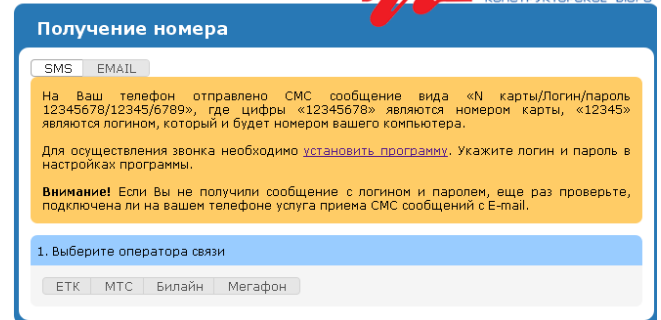 Получение номера
SMS EMAIL
На Ваш телефон отправлено СМС сообщение вида «N карты/Логин/пароль
12345678/12345/6789», где цифры «12345678» являются номером карты, «12345»
являются логином, который и будет номером вашего компьютера.
Для осуществления звонка необходимо установить программу. Укажите логин и пароль в
настройках программы.
Внимание! Если Вы не получили сообщение с логином и паролем, еще раз проверьте,
подключена ли на вашем телефоне услуга приема СМС сообщений с E-mail.
1. Выберите оператора связи
ЕТК МТС Билайн Мегафон